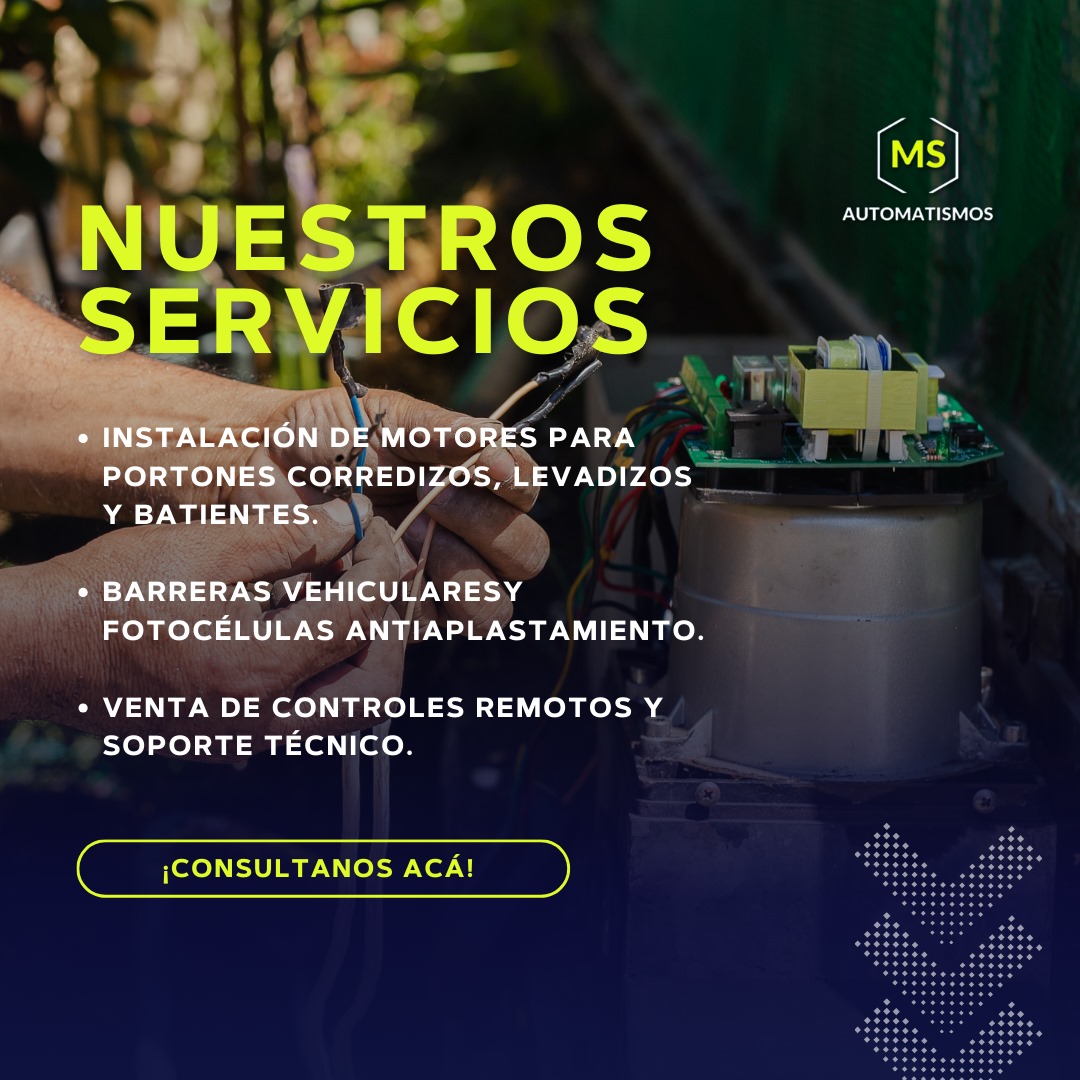 MS
AUTOMATISMOS
NUESTROS
SERVICIOS
• INSTALACIÓN DE MOTORES PARA
PORTONES CORREDIZOS, LEVADIZOS
Y BATIENTES.
• BARRERAS VEHICULARESY
FOTOCÉLULAS ANTIAPLASTAMIENTO.
• VENTA DE CONTROLES REMOTOS Y
SOPORTE TÉCNICO.
¡CONSULTANOS ACÁ!